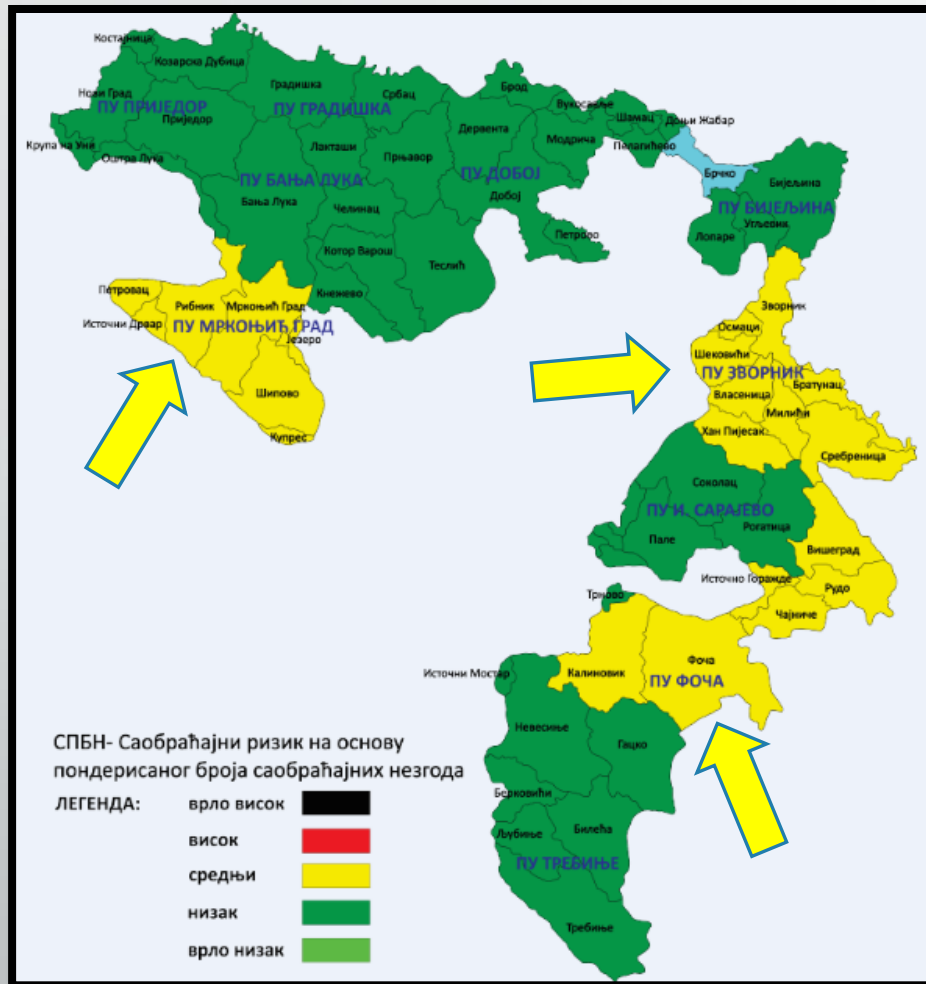 Костајница
Козарска Дубица
Градишка
Србац
Брод
Нови Град
ПУ ПРИЈЕДОР
ПУ ГРАДИШКА
Вукосавље
Шамац
Доњи Жабар
Приједор
Дервента
Модрича
Пелагићево
Крупа на Уни
Оштра Лука
Лакташи
Прњавор
ПУ БАЊА ЛУКА
ПУ ДОБОЈ
Брчко
Бијељина
Бања Лука
Челинац
Добој
ПУ БИЈЕЉИНА
Угљевик
Лопаре
Петрово
Котор Варош
Теслић
Петровац
Кнежево
Рибник
Мркоњић Град
Зворник
Источни Дрвар
ПУ МРКОЊИЋ ГРАД
Језеро
Осмаци
Шековићи
ПУ ЗВОРНИК
Братунац
Шипово
Власеница
Милићи
Купрес
Хан Пијесак
Сребреница
Соколац
ПУ И. САРАЈЕВО
Рогатица
Пале
Вишеград
Источно Горажде
Рудо
Трново
Чајниче
Фоча
Источни Мостар
Калиновик
ПУ ФОЧА
Невесиње
Гацко
Берковићи
Љубиње
Билећа
ПУ ТРЕБИЊЕ
Требиње
СПБН- Саобраћајни ризик на основу
пондерисаног броја саобраћајних незгода
ЛЕГЕНДА:
врло висок
висок
средњи
низак
врло низак